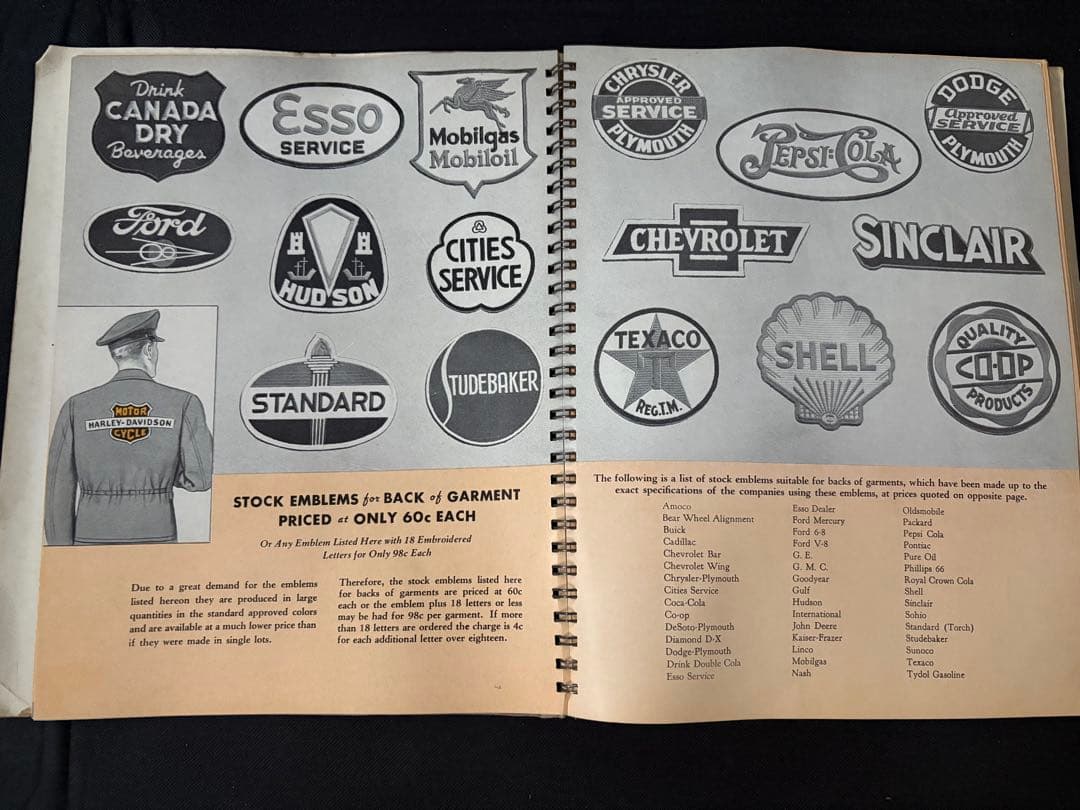 Drink
CANADA
DRY
Beverages
Esso
SERVICE
Mobilgas
Mobiloil
Ford
HUDSON
CITIES
SERVICE
STANDARD
STUDEBAKER
MOTOR
HARLEY-DAVIDSON
CYCLE
STOCK EMBLEMS for BACK of GARMENT
PRICED at ONLY 60c EACH
Or Any Emblem Listed Here with 18 Embroidered
Letters for Only 98c Each
Due to a great demand for the emblems
listed hereon they are produced in large
quantities in the standard approved colors
and are available at a much lower price than
if they were made in single lots.
Therefore, the stock emblems listed here
for backs of garments are priced at 60c
each or the emblem plus 18 letters or less
may be had for 98c per garment. If more
than 18 letters are ordered the charge is 4c
for each additional letter over eighteen.
CHRYSLER
APPROVED
SERVICE
PLYMOUTH
PEPSI:COLA
DODGE
Approved
SERVICE
PLYMOUTH
CHEVROLET
SINCLAIR
TEXACO
T
REG.T.M.
SHELL
QUALITY
CO-OP
PRODUCTS
The following is a list of stock emblems suitable for backs of garments, which have been made up to the
exact specifications of the companies using these emblems, at prices quoted on opposite page.
Amoco
Bear Wheel Alignment
Buick
Cadillac
Chevrolet Bar
Chevrolet Wing
Chrysler-Plymouth
Cities Service
Coca-Cola
Co-op
DeSoto-Plymouth
Diamond D-X
Dodge-Plymouth
Drink Double Cola
Esso Service
Esso Dealer
Ford Mercury
Ford 6-8
Ford V-8
G. E.
G. M. C.
Goodyear
Gulf
Hudson
International
John Deere
Kaiser-Frazer
Linco
Mobilgas
Nash
Oldsmobile
Packard
Pepsi Cola
Pontiac
Pure Oil
Phillips 66
Royal Crown Cola
Shell
Sinclair
Sohio
Standard (Torch)
Studebaker
Sunoco
Texaco
Tydol Gasoline